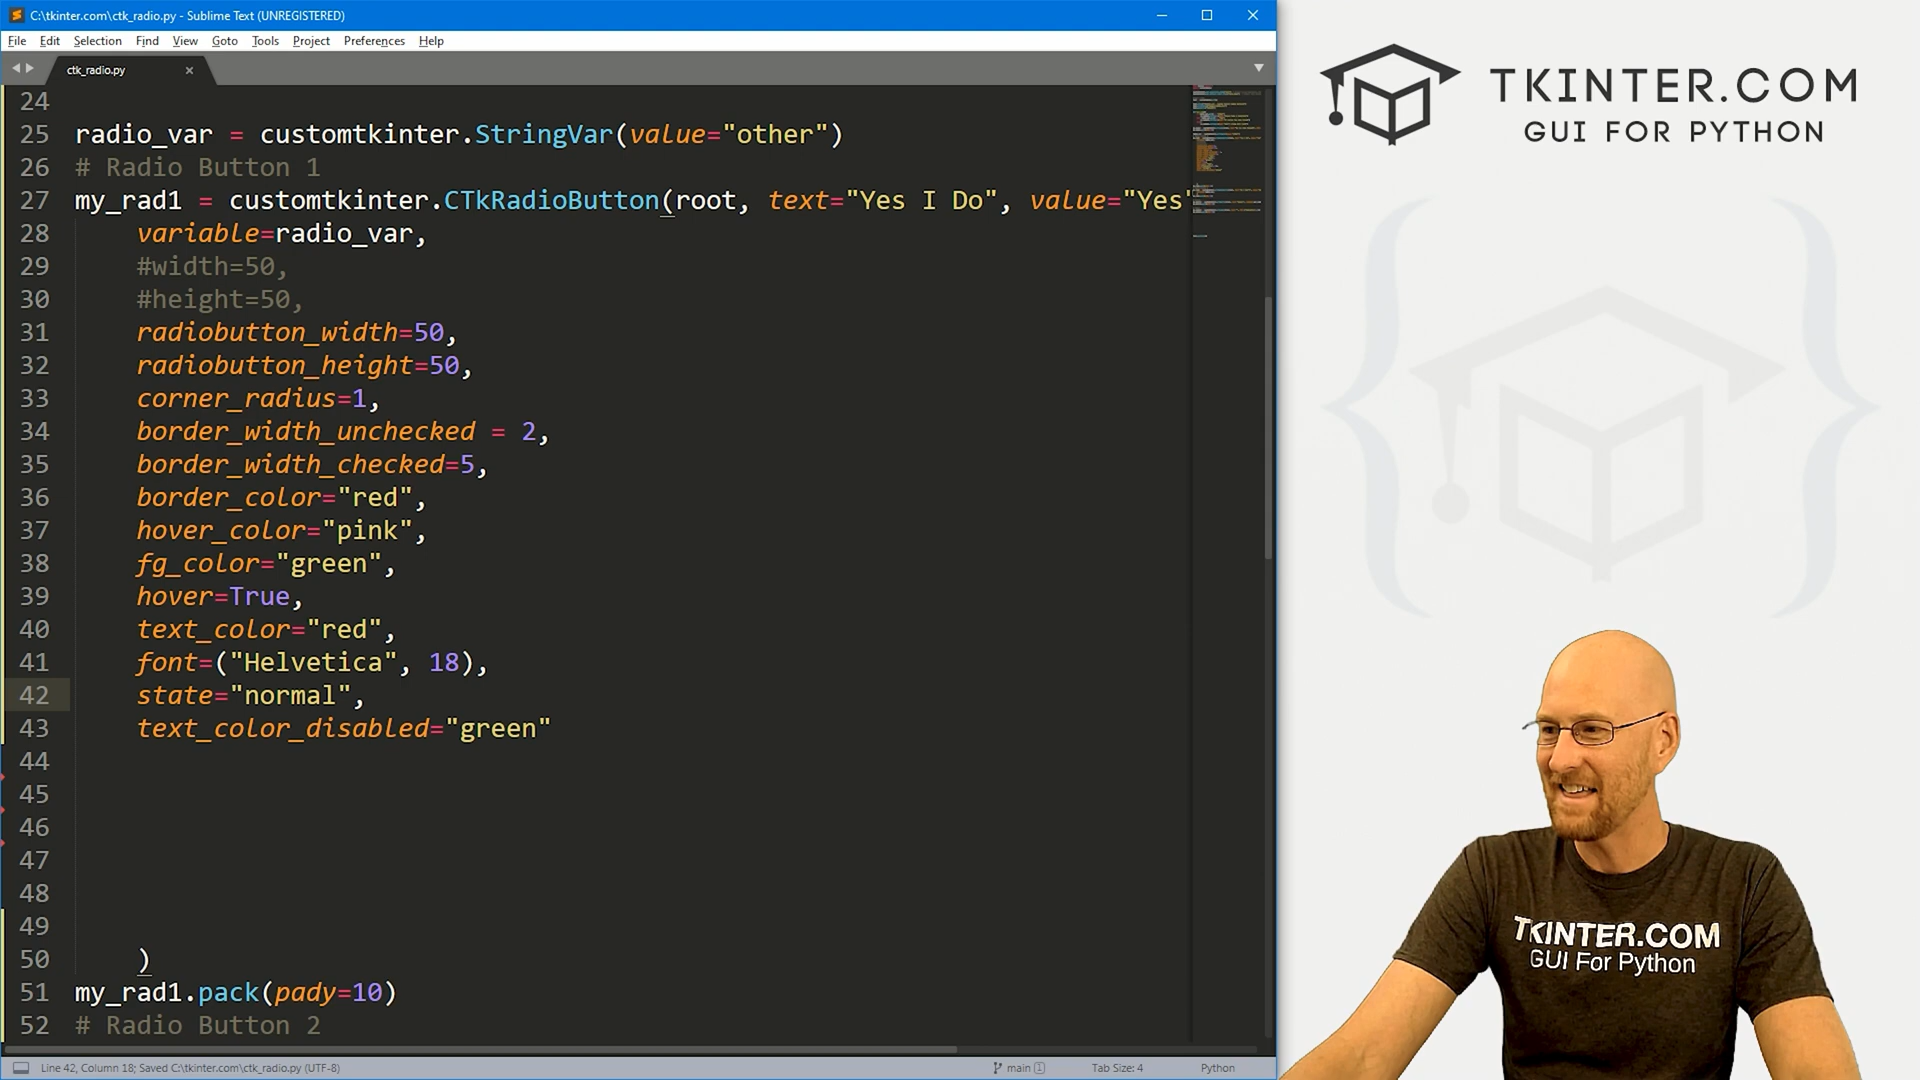 C:\tkinter.com\ctk_radio.py - Sublime Text (UNREGISTERED)
File Edit Selection Find View Goto Tools Project Preferences Help
ctk_radio.py
24
25 radio_var = customtkinter.StringVar(value="other")
26 # Radio Button 1
27 my_rad1 = customtkinter.CTkRadioButton(root, text="Yes I Do", value="Yes"
28     variable=radio_var,
29     #width=50,
30     #height=50,
31     radiobutton_width=50,
32     radiobutton_height=50,
33     corner_radius=1,
34     border_width_unchecked = 2,
35     border_width_checked=5,
36     border_color="red",
37     hover_color="pink",
38     fg_color="green",
39     hover=True,
40     text_color="red",
41     font=("Helvetica", 18),
42     state="normal",
43     text_color_disabled="green"
44
45
46
47
48
49
50     )
51 my_rad1.pack(pady=10)
52 # Radio Button 2
Line 42, Column 18; Saved C:\tkinter.com\ctk_radio.py (UTF-8)
main 1
Tab Size: 4
Python
TKINTER.COM
GUI FOR PYTHON
TKINTER.COM
GUI For Python